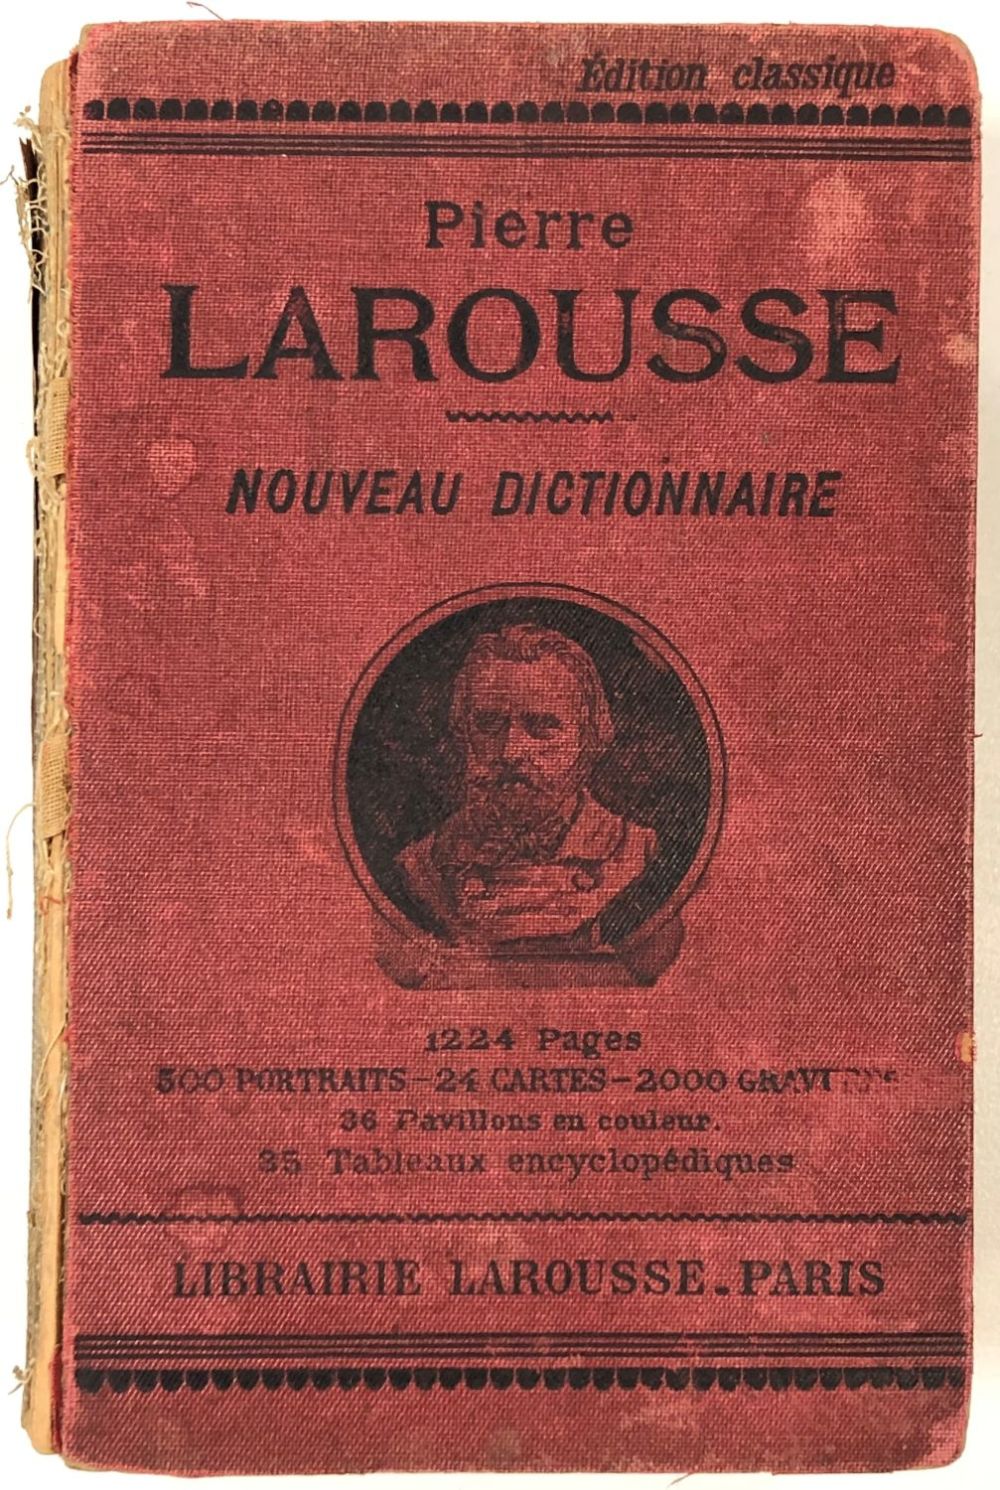 Édition classique
Pierre
LAROUSSE
NOUVEAU DICTIONNAIRE
1224 Pages
500 PORTRAITS - 24 CARTES - 2000
36 Pavillons en couleur.
35 Tableaux encyclopédiques
LIBRAIRIE LAROUSSE - PARIS